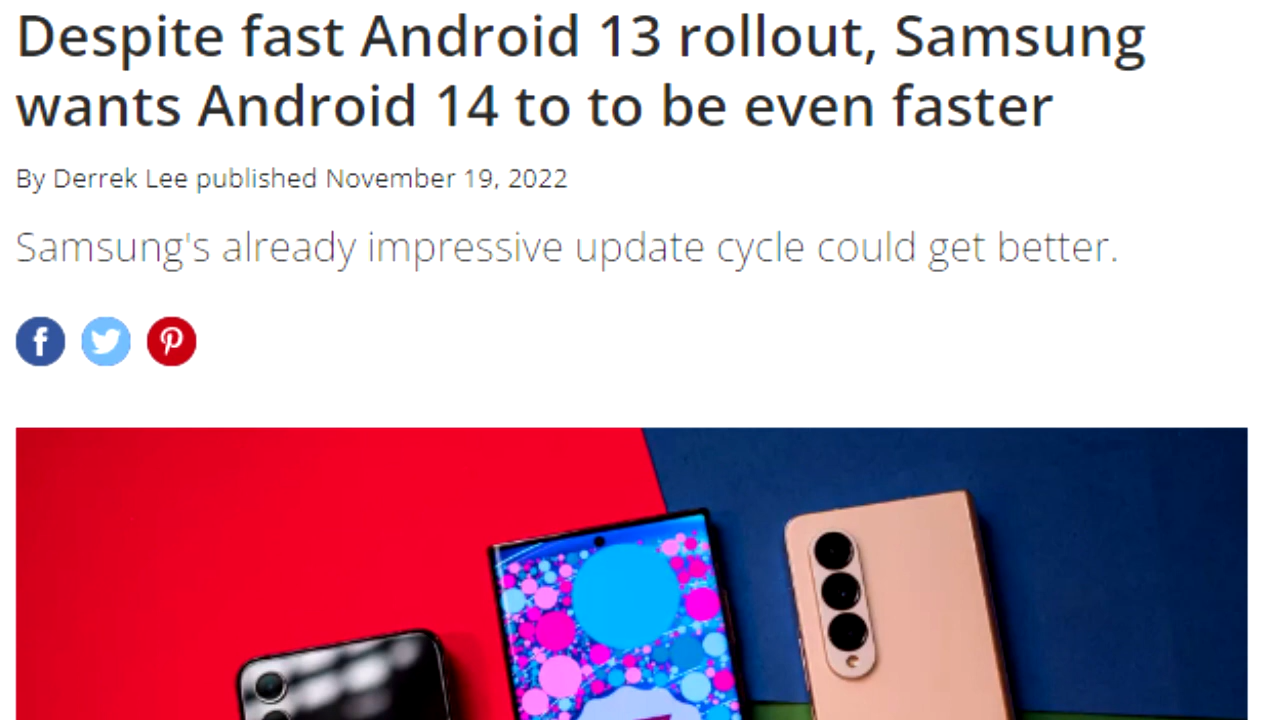 Despite fast Android 13 rollout, Samsung
wants Android 14 to to be even faster
By Derrek Lee published November 19, 2022
Samsung's already impressive update cycle could get better.